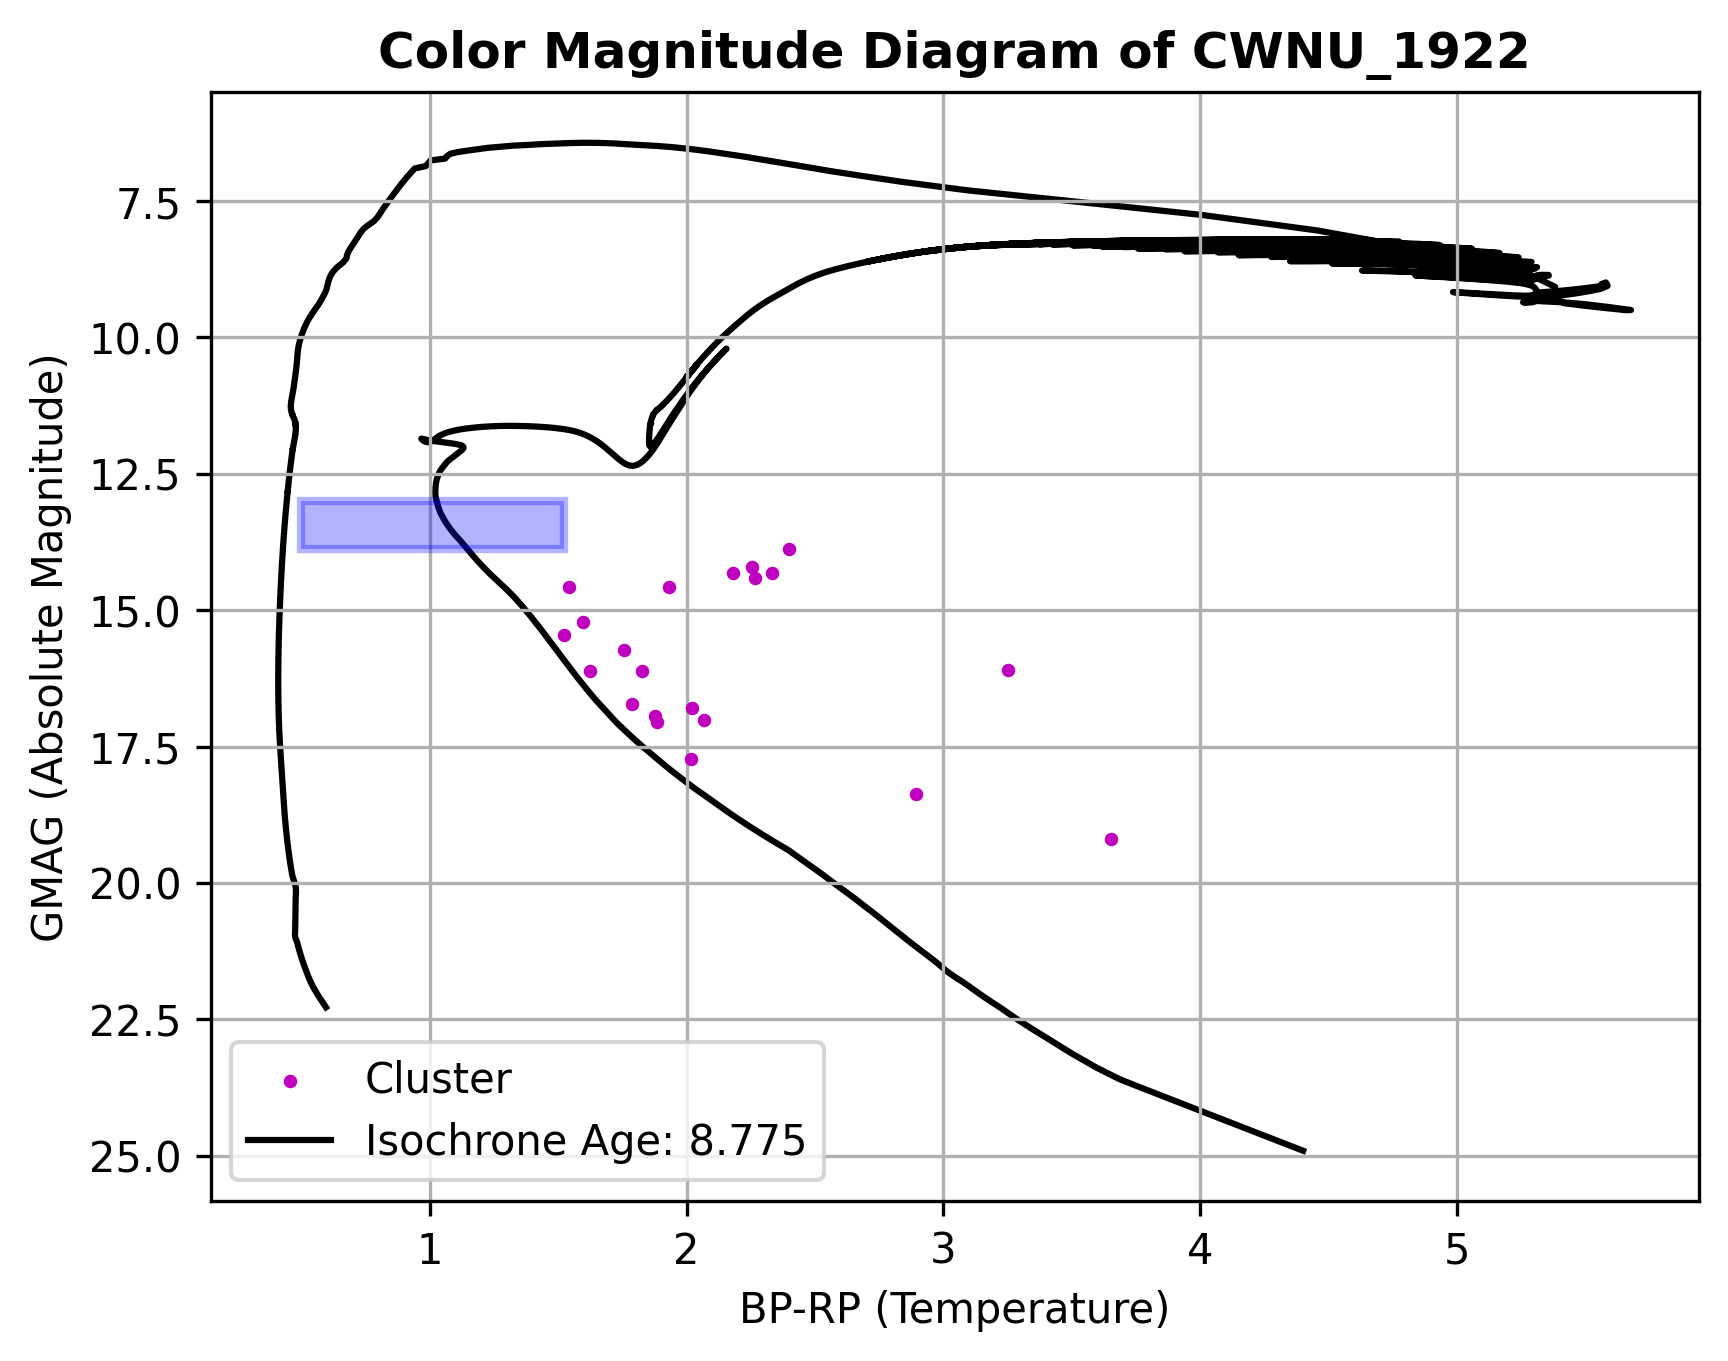 Color Magnitude Diagram of CWNU_1922
GMAG (Absolute Magnitude)
7.5
10.0
12.5
15.0
17.5
20.0
22.5
25.0
Cluster
Isochrone Age: 8.775
1 2 3 4 5
BP-RP (Temperature)